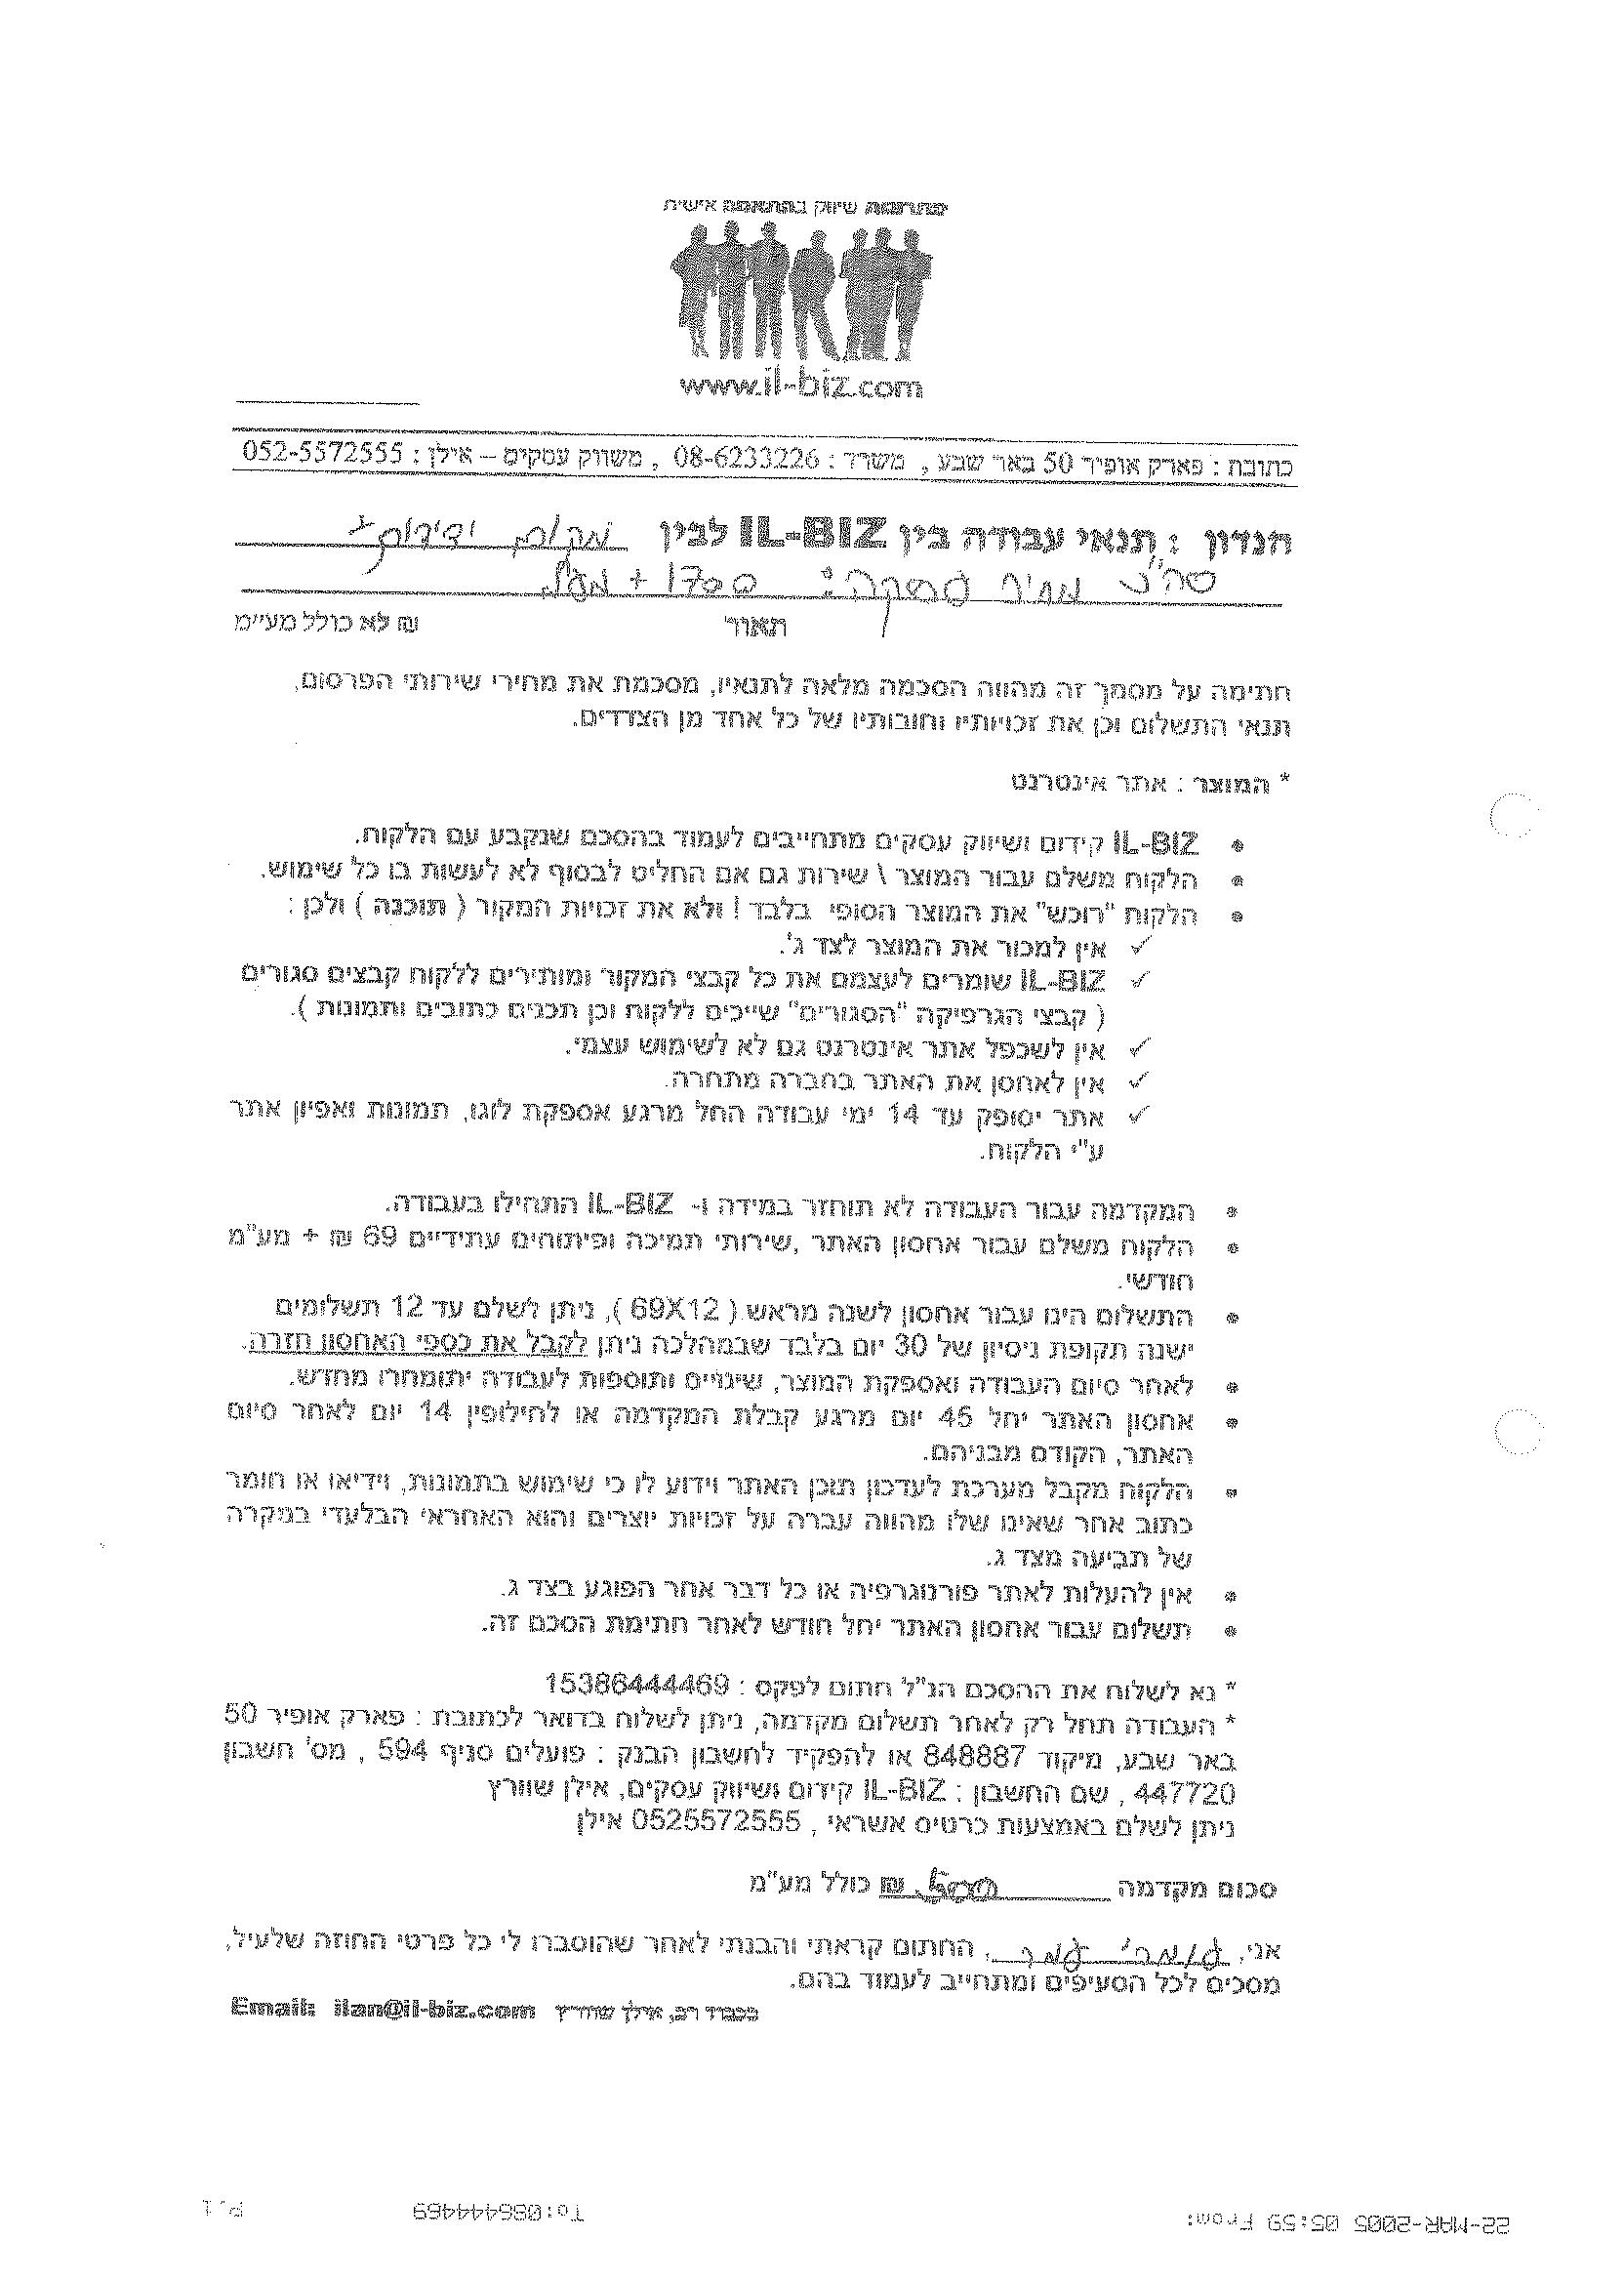 פתרונות שיווק בהתאמה אישית
www.il-biz.com
כתובת : פארק אופיר 50 באר שבע , משרד : 08-6233226 , משווק עסקים – אילן : 052-5572555
הנדון : תנאי עבודה בין IL-BIZ לבין מקום
סה"כ מחיר : 1700 + מע"מ
תאור ₪ לא כולל מע"מ
חתימה על מסמך זה מהווה הסכמה מלאה לתנאיו, מסכמת את מחירי שירותי הפרסום,
תנאי התשלום וכן את זכויותיו וחובותיו של כל אחד מן הצדדים.
* המוצר : אתר אינטרנט
• IL-BIZ קידום ושיווק עסקים מתחייבים לעמוד בהסכם שנקבע עם הלקוח.
• הלקוח משלם עבור המוצר \ שירות גם אם החליט לבסוף לא לעשות בו כל שימוש.
• הלקוח "רוכש" את המוצר הסופי בלבד ! ולא את זכויות המקור ( תוכנה ) ולכן :
✓ אין למכור את המוצר לצד ג'.
✓ IL-BIZ שומרים לעצמם את כל קבצי המקור ומותירים ללקוח קבצים סגורים
( קבצי הגרפיקה "הסגורים" שייכים ללקוח וכן תכנים כתובים ותמונות ).
✓ אין לשכפל אתר אינטרנט גם לא לשימוש עצמי.
✓ אין לאחסן את האתר בחברה מתחרה.
✓ אתר יסופק עד 14 ימי עבודה החל מרגע אספקת לוגו, תמונות ואפיון אתר
ע"י הלקוח.
• המקדמה עבור העבודה לא תוחזר במידה ו- IL-BIZ התחילו בעבודה.
• הלקוח משלם עבור אחסון האתר ,שירותי תמיכה ופיתוחים עתידיים 69 ₪ + מע"מ
חודשי.
• התשלום הינו עבור אחסון לשנה מראש ( 69X12 ), ניתן לשלם עד 12 תשלומים
ישנה תקופת ניסיון של 30 יום בלבד שבמהלכה ניתן לקבל את כספי האחסון חזרה.
• לאחר סיום העבודה ואספקת המוצר, שינויים ותוספות לעבודה יתומחרו מחדש.
• אחסון האתר יחל 45 יום מרגע קבלת המקדמה או לחילופין 14 יום לאחר סיום
האתר, הקודם מבניהם.
• הלקוח מקבל מערכת לעדכון תוכן האתר וידוע לו כי שימוש בתמונות, וידיאו או חומר
כתוב אחר שאינו שלו מהווה עברה על זכויות יוצרים והוא האחראי הבלעדי במקרה
של תביעה מצד ג.
• אין להעלות לאתר פורנוגרפיה או כל דבר אחר הפוגע בצד ג.
• תשלום עבור אחסון האתר יחל חודש לאחר חתימת הסכם זה.
* נא לשלוח את ההסכם הנ"ל חתום לפקס : 15386444469
* העבודה תחל רק לאחר תשלום מקדמה, ניתן לשלוח בדואר לכתובת : פארק אופיר 50
באר שבע, מיקוד 848887 או להפקיד לחשבון הבנק : פועלים סניף 594 , מס' חשבון
447720 , שם החשבון : IL-BIZ קידום ושיווק עסקים, אילן שוורץ
ניתן לשלם באמצעות כרטיס אשראי , 0525572555 אילן
סכום מקדמה 500 ₪ כולל מע"מ
אני, , החתום קראתי והבנתי לאחר שהוסברו לי כל פרטי החוזה שלעיל,
מסכים לכל הסעיפים ומתחייב לעמוד בהם.
בכבוד רב, אילן שוורץ Email: ilan@il-biz.com
22-MAR-2005 05:59 From: To:086444469 P.1